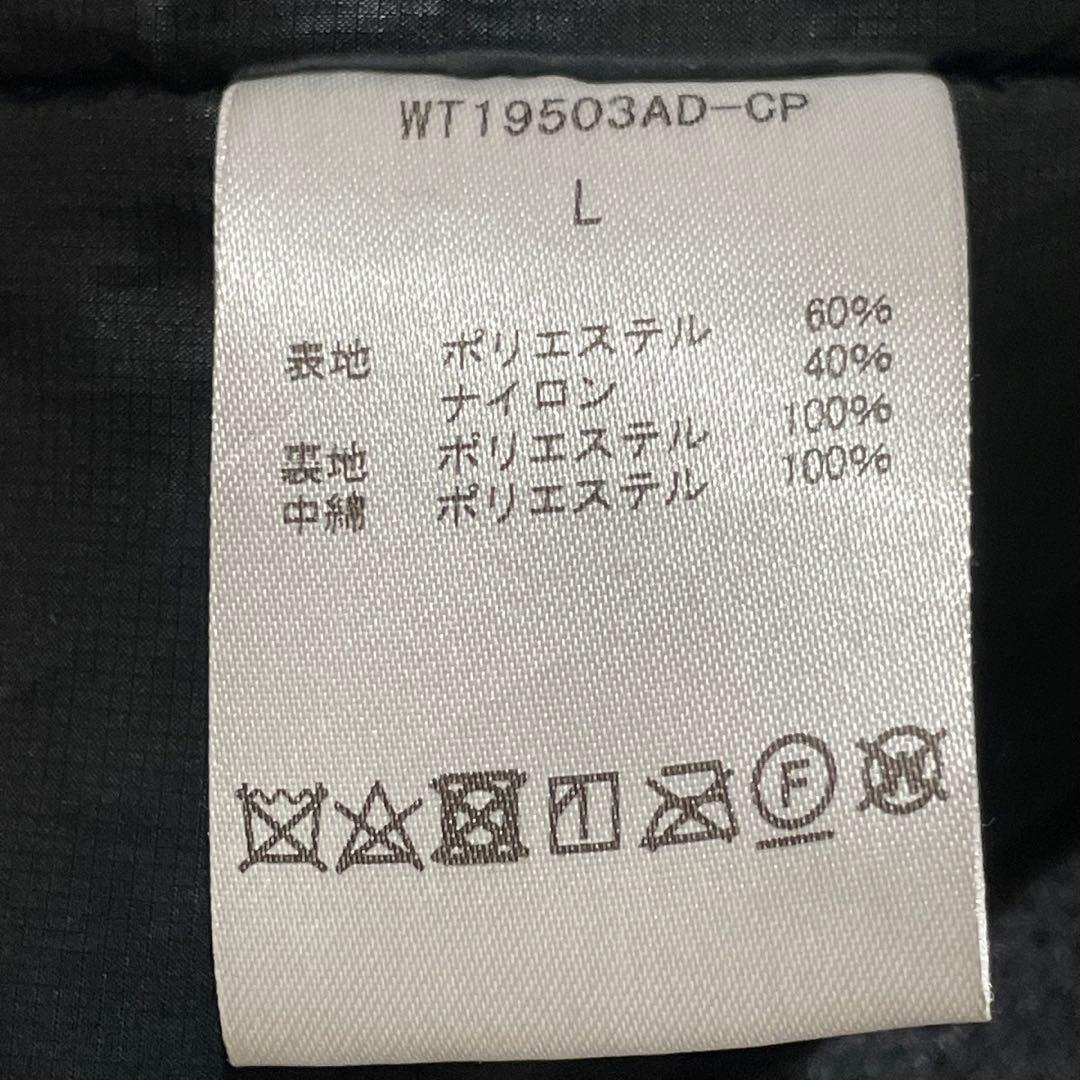 WT19503AD-CP
L
表地 ポリエステル 60%
ナイロン 40%
裏地 ポリエステル 100%
中綿 ポリエステル 100%
F
W